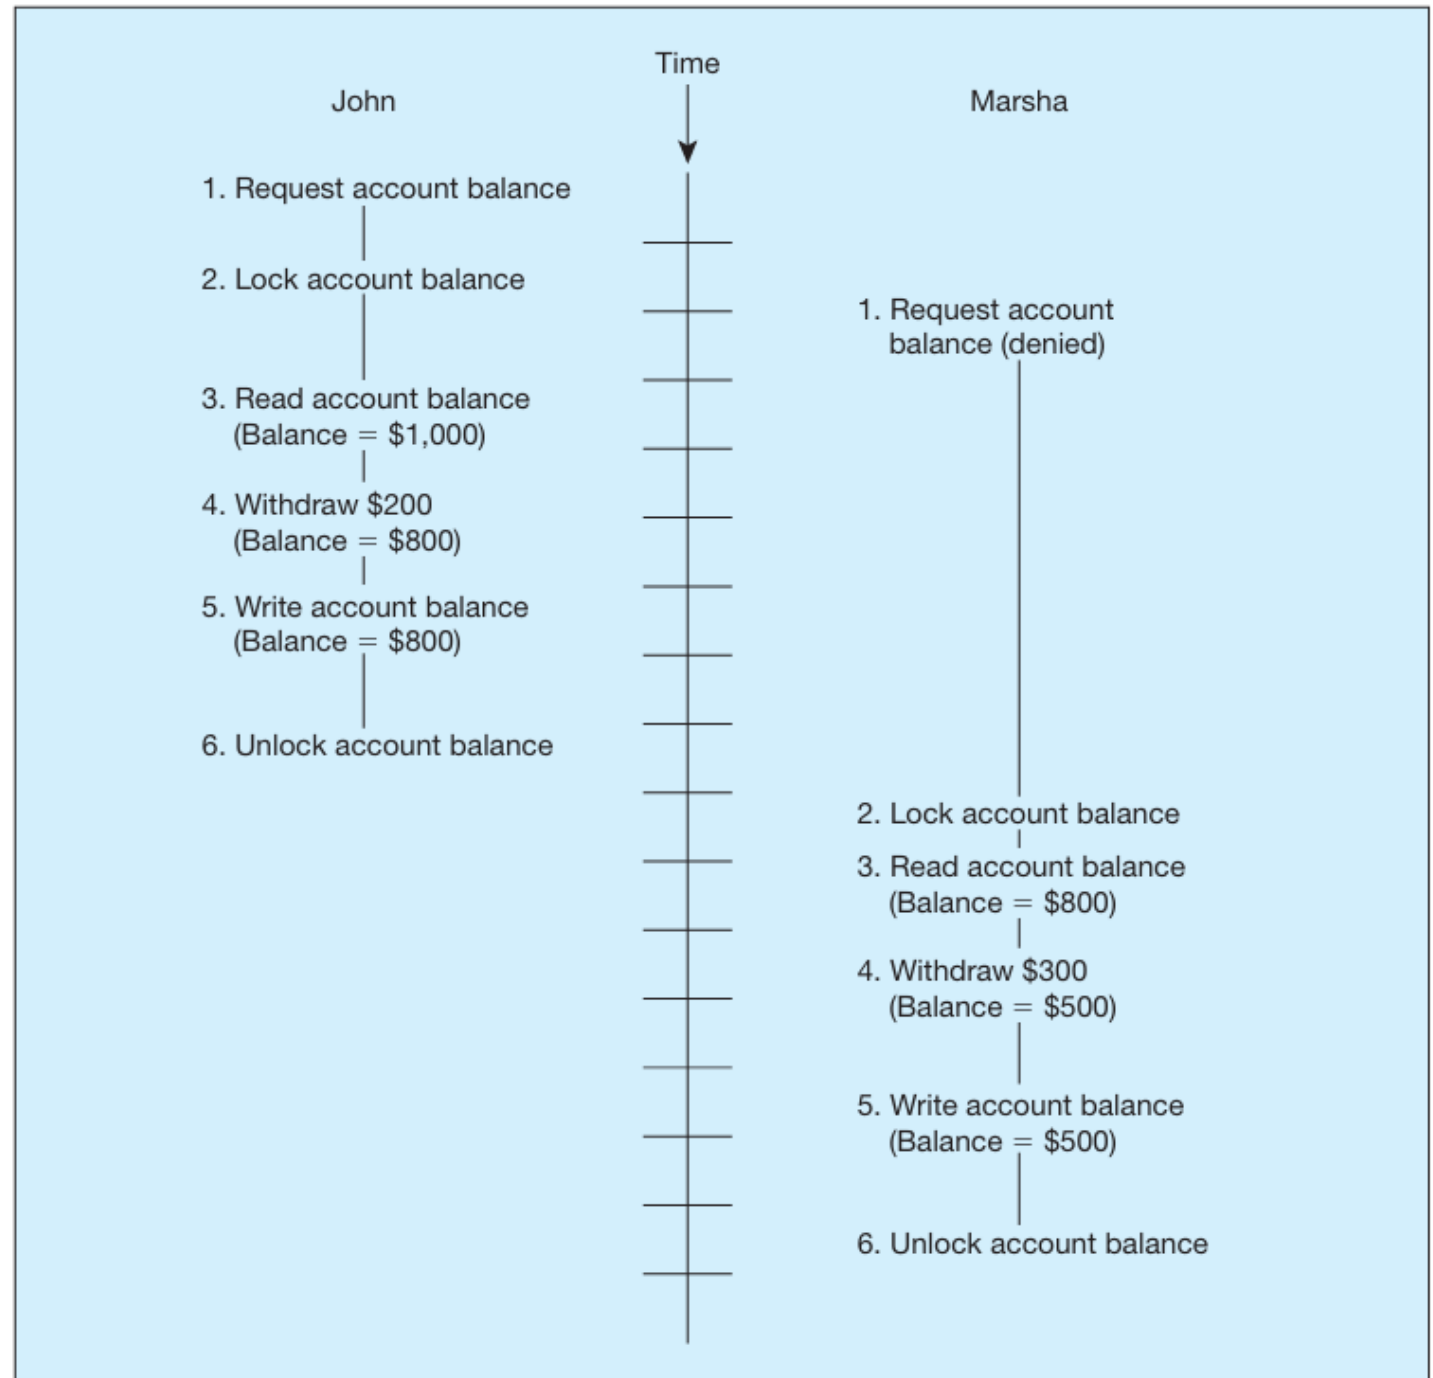 Time
John
Marsha
1. Request account balance
2. Lock account balance
3. Read account balance
(Balance = $1,000)
4. Withdraw $200
(Balance = $800)
5. Write account balance
(Balance = $800)
6. Unlock account balance
1. Request account
balance (denied)
2. Lock account balance
3. Read account balance
(Balance = $800)
4. Withdraw $300
(Balance = $500)
5. Write account balance
(Balance = $500)
6. Unlock account balance